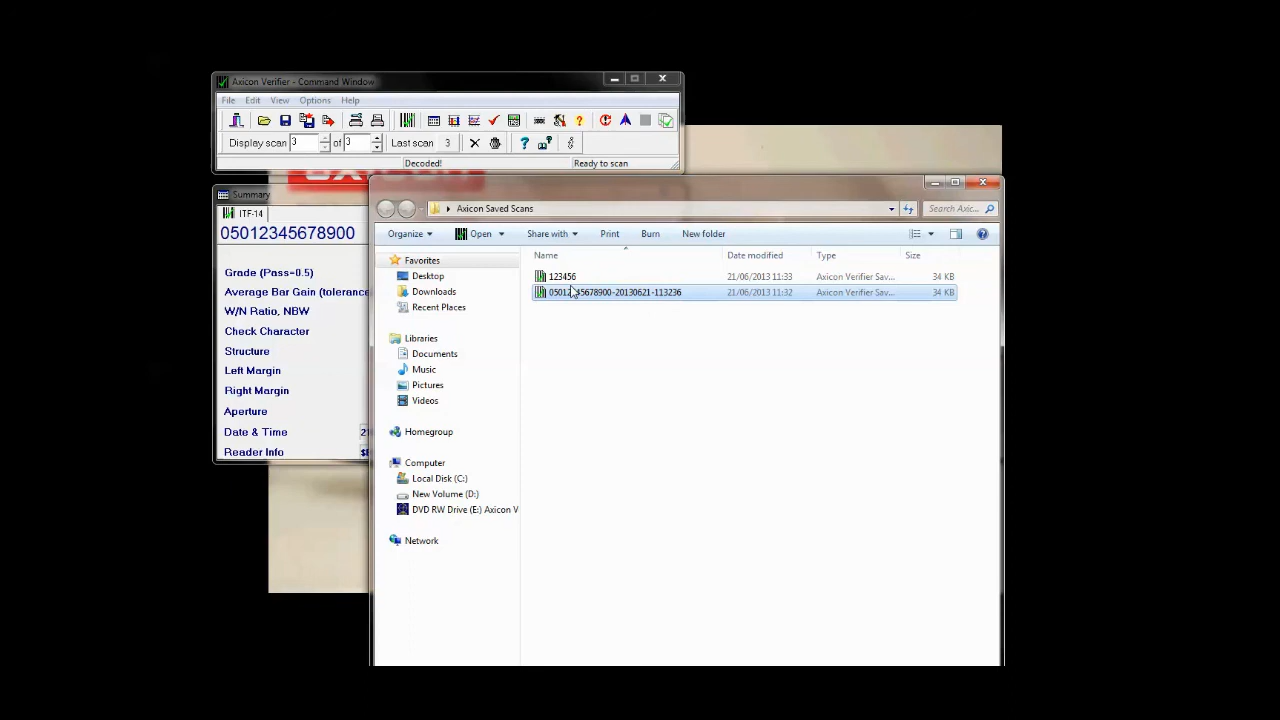 Axicon Verifier - Command Window
File Edit View Options Help
Display scan 3 of 3 Last scan 3
Decoded! Ready to scan
Summary
ITF-14
05012345678900
Grade (Pass=0.5)
Average Bar Gain (tolerance
W/N Ratio, NBW
Check Character
Structure
Left Margin
Right Margin
Aperture
Date & Time
Reader Info
Axicon Saved Scans
Search Axic...
Organize Open Share with Print Burn New folder
Name Date modified Type Size
123456 21/06/2013 11:33 Axicon Verifier Sav... 34 KB
05012345678900-20130621-113236 21/06/2013 11:32 Axicon Verifier Sav... 34 KB
Favorites
Desktop
Downloads
Recent Places
Libraries
Documents
Music
Pictures
Videos
Homegroup
Computer
Local Disk (C:)
New Volume (D:)
DVD RW Drive (E:) Axicon V
Network